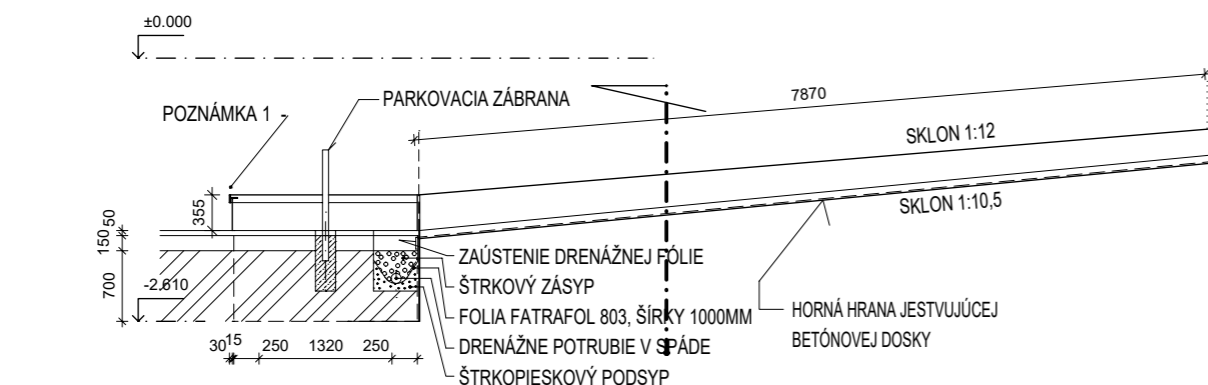 ±0.000
POZNÁMKA 1
PARKOVACIA ZÁBRANA
7870
SKLON 1:12
SKLON 1:10,5
355
50
150
700
-2.610
ZAÚSTENIE DRENÁŽNEJ FÓLIE
ŠTRKOVÝ ZÁSYP
FOLIA FATRAFOL 803, ŠÍRKY 1000MM
DRENÁŽNE POTRUBIE V SPÁDE
ŠTRKOPIESKOVÝ PODSYP
HORNÁ HRANA JESTVUJÚCEJ
BETÓNOVEJ DOSKY
30 15 250 1320 250